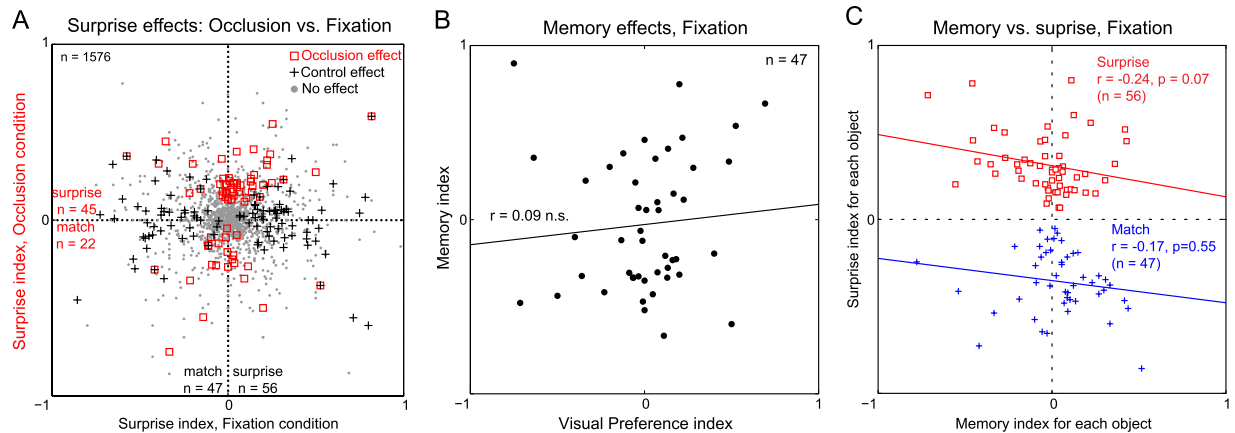 A
Surprise effects: Occlusion vs. Fixation
1
n = 1576
Occlusion effect
Control effect
No effect
Surprise index, Occlusion condition
surprise
n = 45
0
match
n = 22
match
n = 47
surprise
n = 56
−1
0
1
Surprise index, Fixation condition
B
Memory effects, Fixation
1
n = 47
Memory index
r = 0.09 n.s.
0
−1
0
1
Visual Preference index
C
Memory vs. suprise, Fixation
1
Surprise
r = -0.24, p = 0.07
(n = 56)
Surprise index for each object
0
Match
r = -0.17, p=0.55
(n = 47)
−1
0
1
Memory index for each object